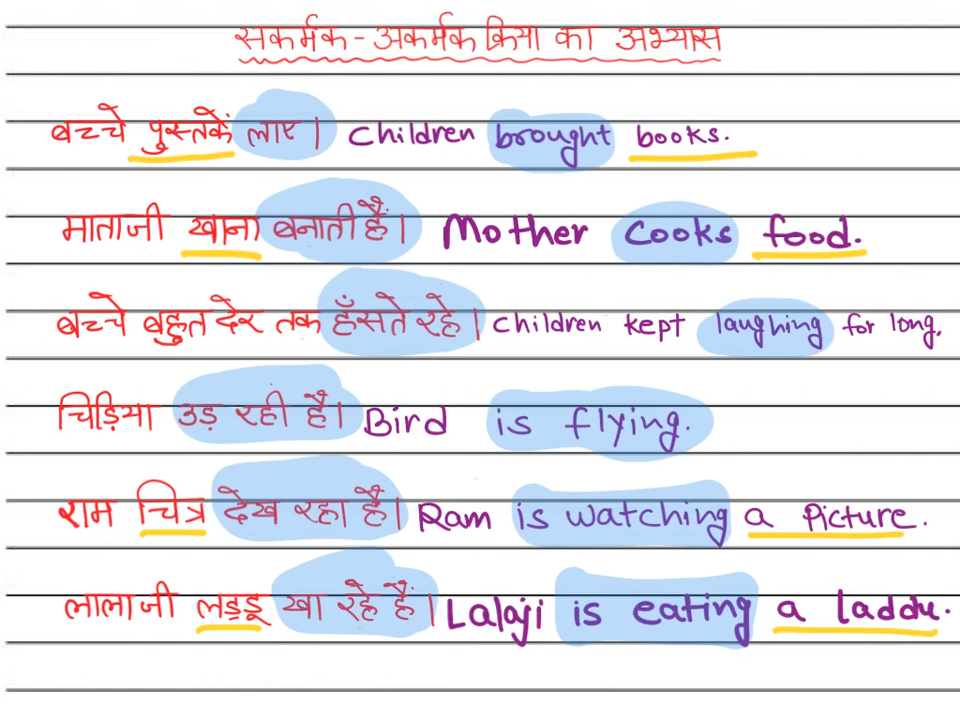 सकर्मक - अकर्मक क्रिया का अभ्यास
बच्चे पुस्तकें लाए। Children brought books.
माताजी खाना बनाती हैं। Mother cooks food.
बच्चे बहुत देर तक हँसते रहे। Children kept laughing for long.
चिड़िया उड़ रही है। Bird is flying.
राम चित्र देख रहा है। Ram is watching a picture.
लालाजी लड्डू खा रहे हैं। Lalaji is eating a laddu.